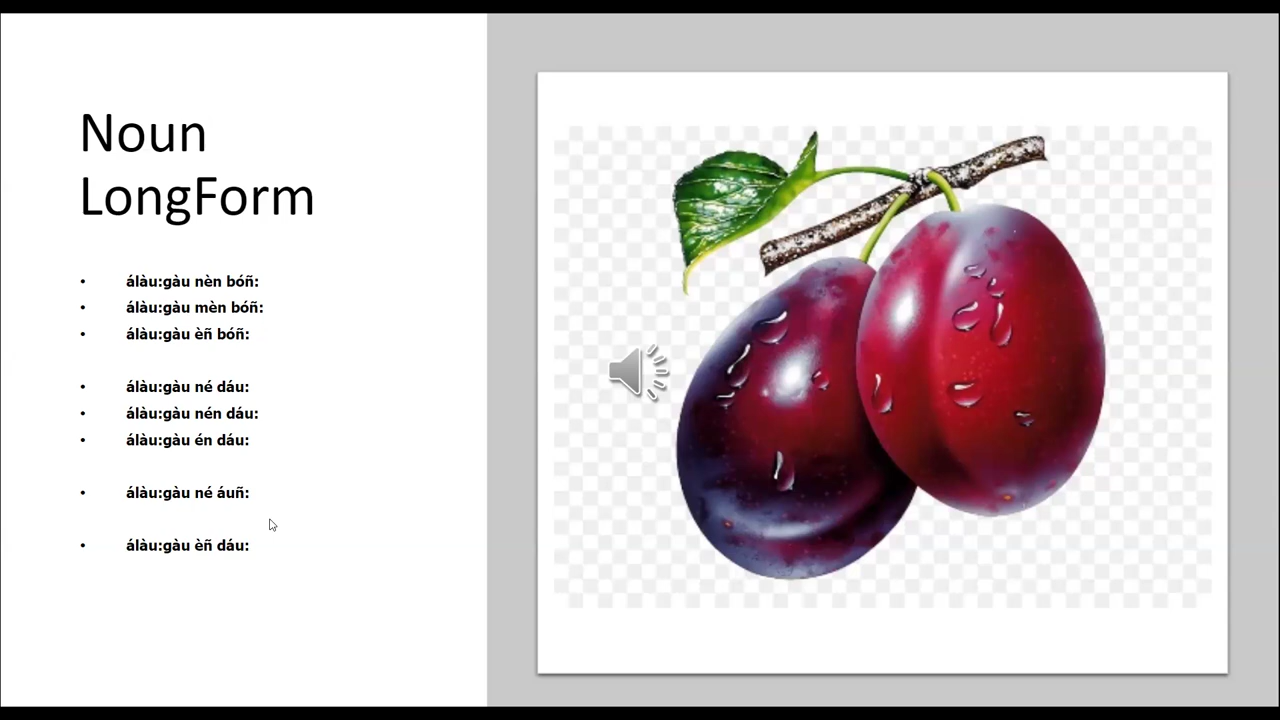 Noun
LongForm
• álàu:gàu nèn bóñ:
• álàu:gàu mèn bóñ:
• álàu:gàu èñ bóñ:
• álàu:gàu né dáu:
• álàu:gàu nén dáu:
• álàu:gàu én dáu:
• álàu:gàu né áuñ:
• álàu:gàu èñ dáu: